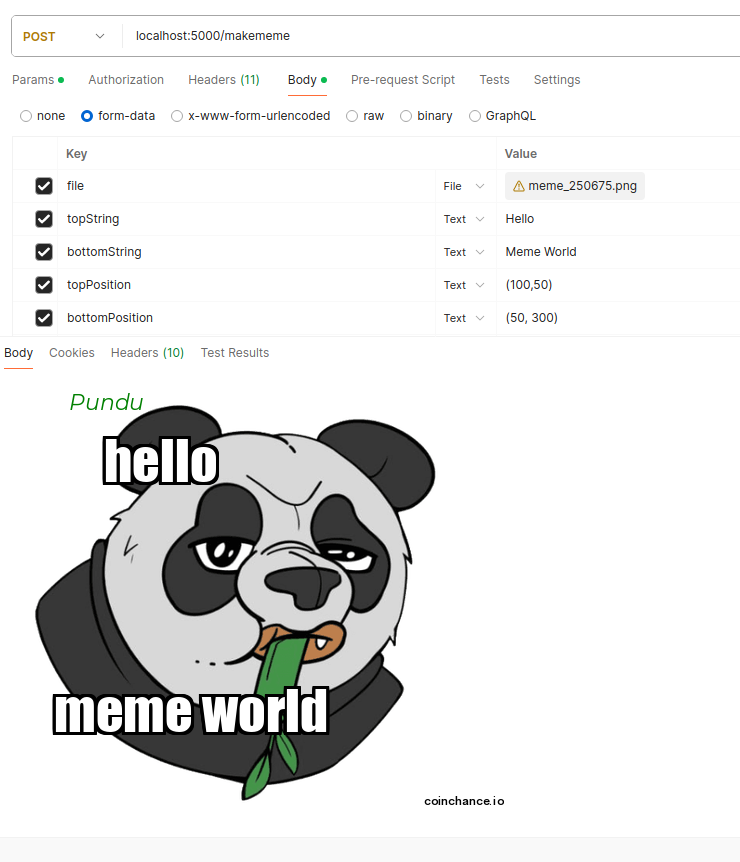 POST localhost:5000/makememe
Params Authorization Headers (11) Body Pre-request Script Tests Settings
none form-data x-www-form-urlencoded raw binary GraphQL
Key Value
file File meme_250675.png
topString Text Hello
bottomString Text Meme World
topPosition Text (100,50)
bottomPosition Text (50, 300)
Body Cookies Headers (10) Test Results
Pundu
hello
meme world
coinchance.io